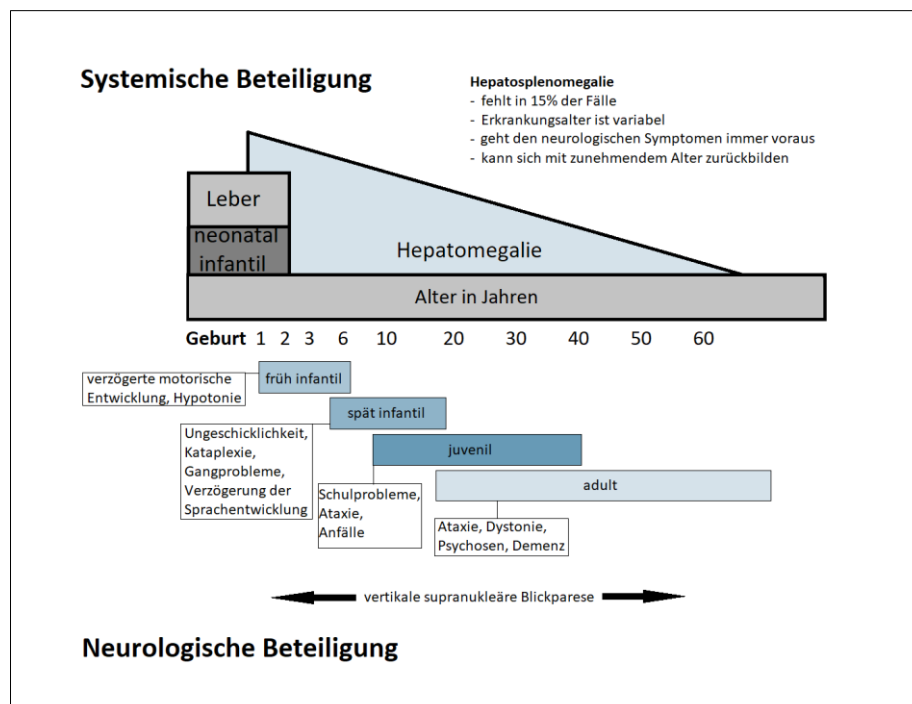 Systemische Beteiligung
Hepatosplenomegalie
- fehlt in 15% der Fälle
- Erkrankungsalter ist variabel
- geht den neurologischen Symptomen immer voraus
- kann sich mit zunehmendem Alter zurückbilden
Leber
neonatal
infantil
Hepatomegalie
Alter in Jahren
Geburt 1 2 3 6 10 20 30 40 50 60
verzögerte motorische
Entwicklung, Hypotonie
früh infantil
spät infantil
Ungeschicklichkeit,
Kataplexie,
Gangprobleme,
Verzögerung der
Sprachentwicklung
juvenil
Schulprobleme,
Ataxie,
Anfälle
adult
Ataxie, Dystonie,
Psychosen, Demenz
vertikale supranukleäre Blickparese
Neurologische Beteiligung